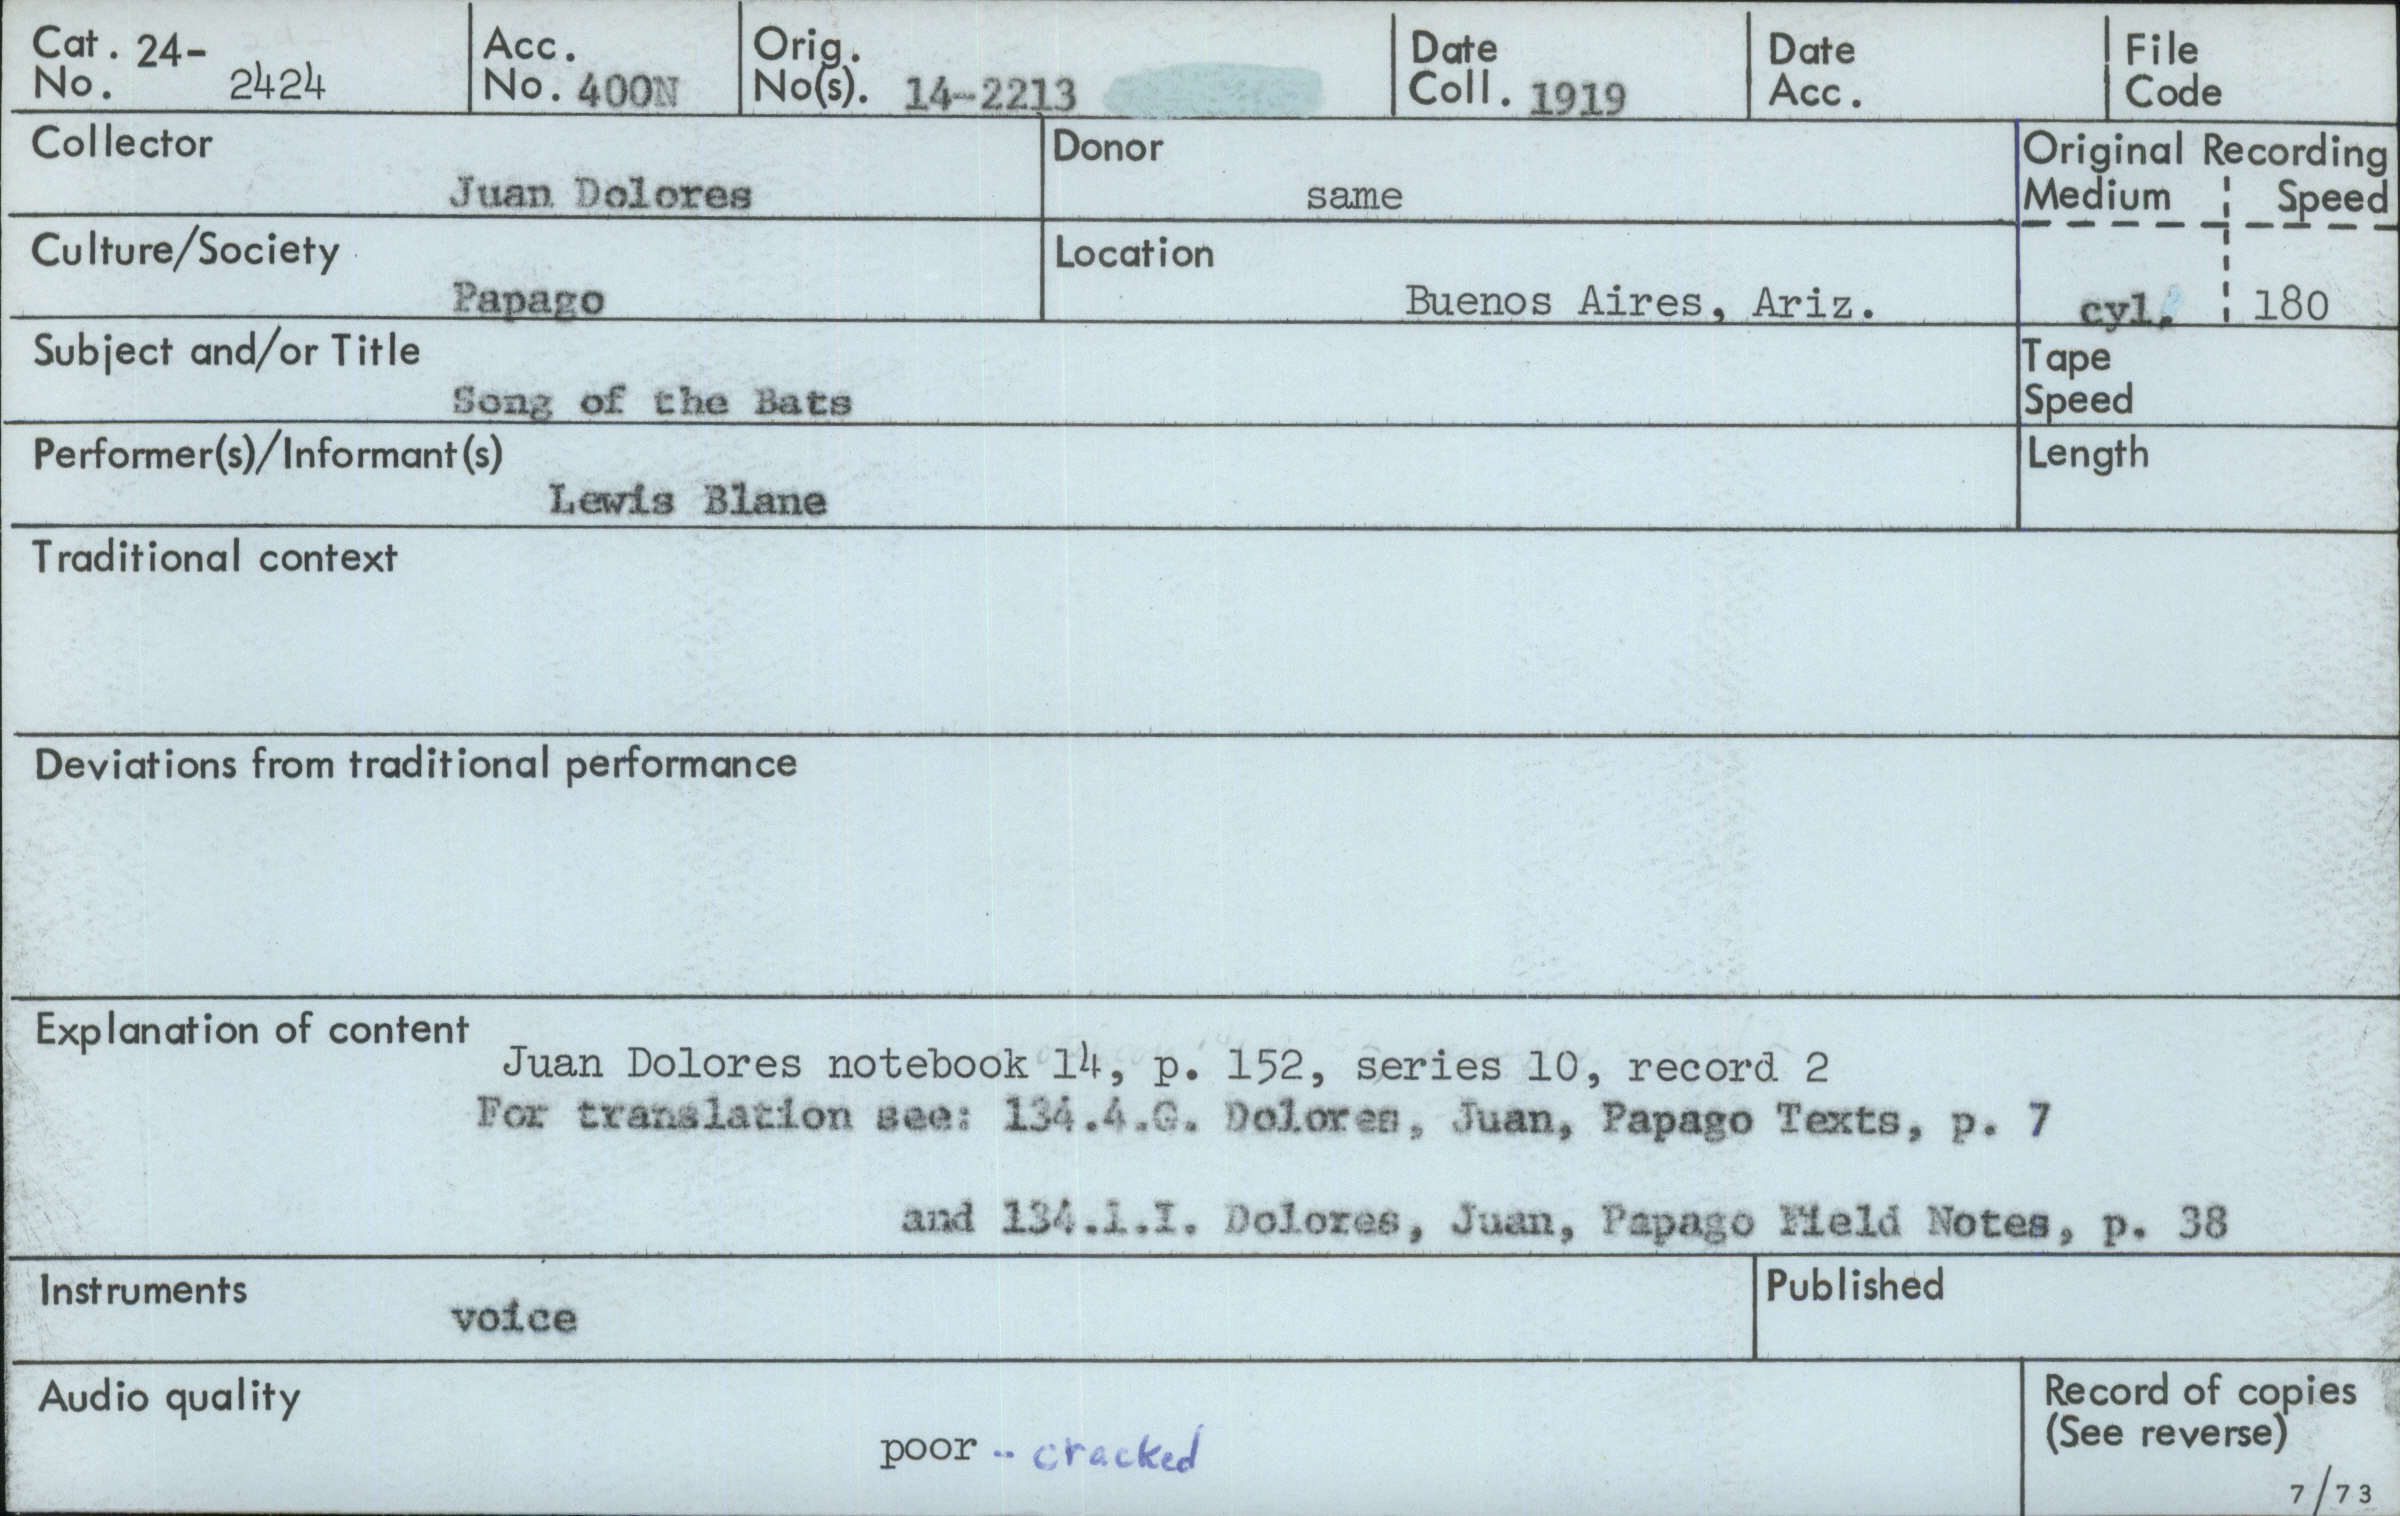 Cat. No. 24-2424
Acc. No. 400N
Orig. No(s). 14-2213
Date Coll. 1919
Date Acc.
File Code
Collector
Juan Dolores
Donor
same
Original Recording
Medium Speed
cyl. 180
Culture/Society
Papago
Location
Buenos Aires, Ariz.
Subject and/or Title
Song of the Bats
Tape Speed
Performer(s)/Informant(s)
Lewis Blane
Length
Traditional context
Deviations from traditional performance
Explanation of content
Juan Dolores notebook 14, p. 152, series 10, record 2
For translation see: 134.4.G. Dolores, Juan, Papago Texts, p. 7
and 134.1.I. Dolores, Juan, Papago Field Notes, p. 38
Instruments
voice
Published
Audio quality
poor -- cracked
Record of copies
(See reverse)
7/73